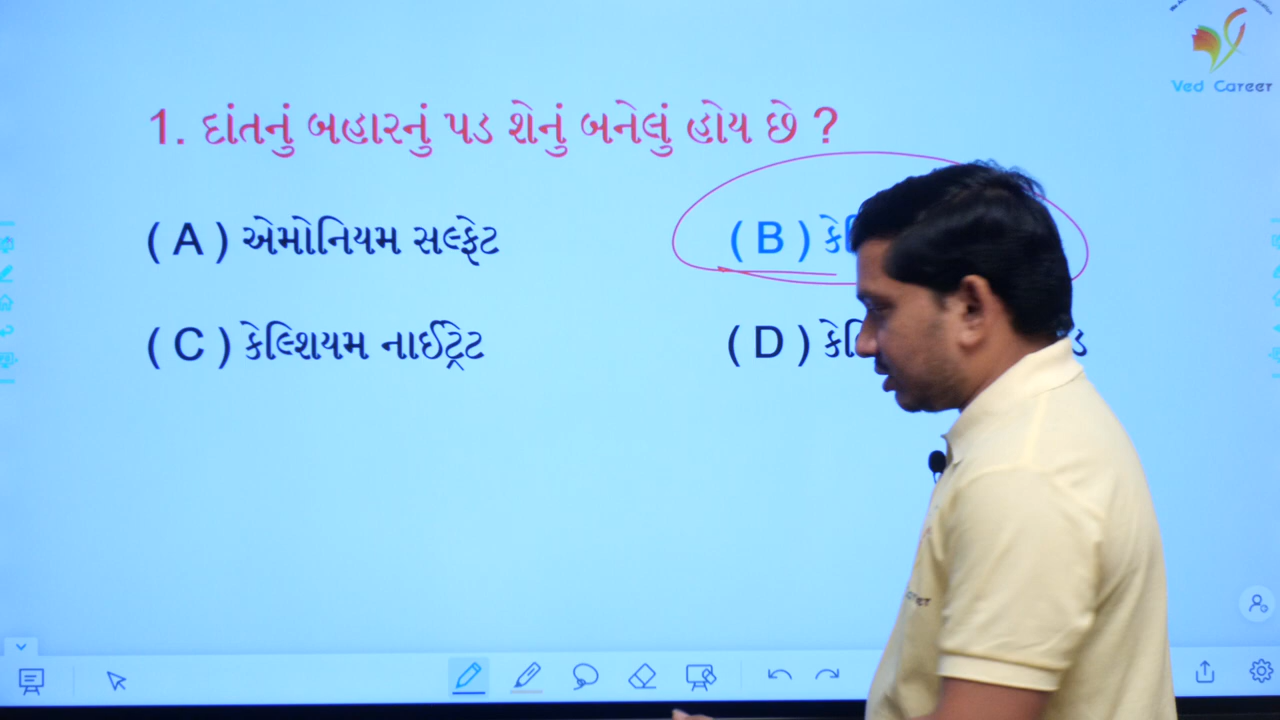 Ved Career
1. દાંતનું બહારનું પડ શેનું બનેલું હોય છે ?
( A ) એમોનિયમ સલ્ફેટ
( B )
( C ) કેલ્શિયમ નાઈટ્રેટ
( D )